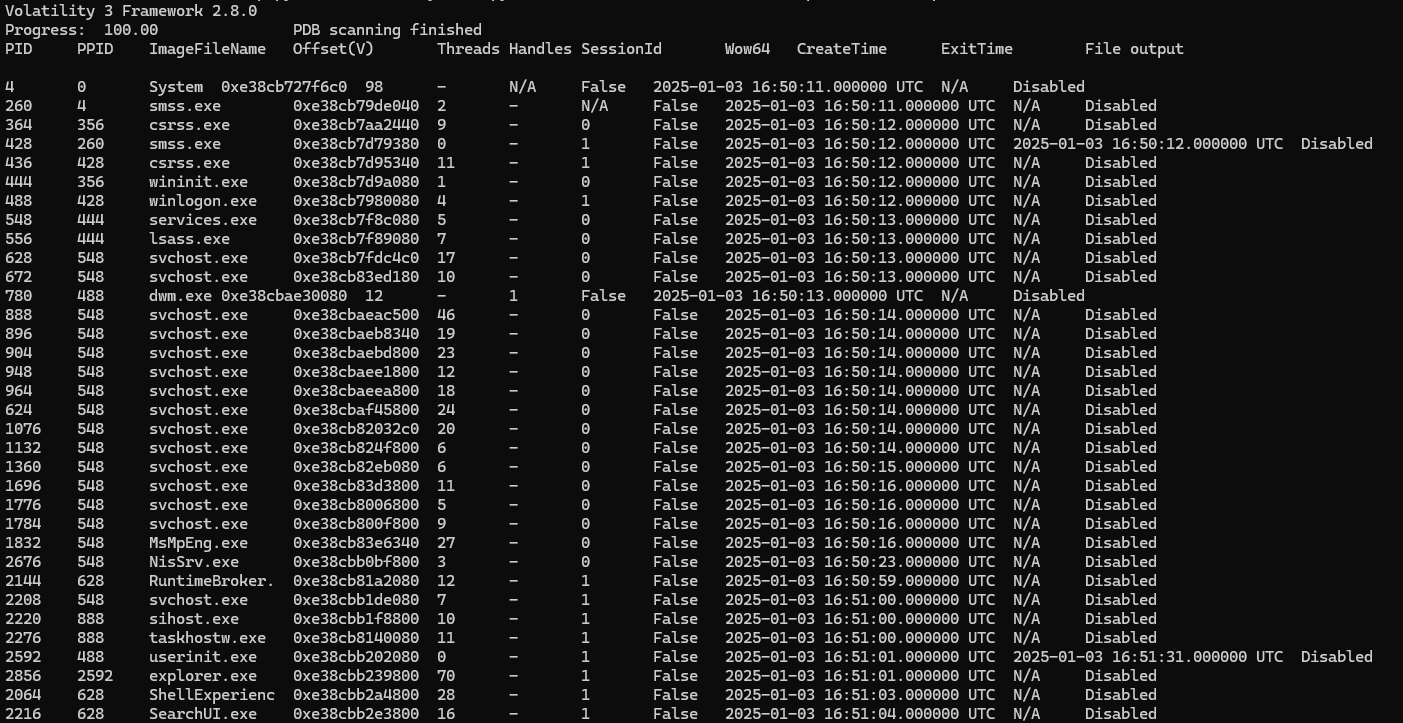 Volatility 3 Framework 2.8.0
Progress:  100.00               PDB scanning finished
PID     PPID    ImageFileName   Offset(V)       Threads Handles SessionId       Wow64   CreateTime      ExitTime        File output
4       0       System  0xe38cb727f6c0  98      -       N/A     False   2025-01-03 16:50:11.000000 UTC  N/A     Disabled
260     4       smss.exe        0xe38cb79de040  2       -       N/A     False   2025-01-03 16:50:11.000000 UTC  N/A     Disabled
364     356     csrss.exe       0xe38cb7aa2440  9       -       0       False   2025-01-03 16:50:12.000000 UTC  N/A     Disabled
428     260     smss.exe        0xe38cb7d79380  0       -       1       False   2025-01-03 16:50:12.000000 UTC  2025-01-03 16:50:12.000000 UTC  Disabled
436     428     csrss.exe       0xe38cb7d95340  11      -       1       False   2025-01-03 16:50:12.000000 UTC  N/A     Disabled
444     356     wininit.exe     0xe38cb7d9a080  1       -       0       False   2025-01-03 16:50:12.000000 UTC  N/A     Disabled
488     428     winlogon.exe    0xe38cb7980080  4       -       1       False   2025-01-03 16:50:12.000000 UTC  N/A     Disabled
548     444     services.exe    0xe38cb7f8c080  5       -       0       False   2025-01-03 16:50:13.000000 UTC  N/A     Disabled
556     444     lsass.exe       0xe38cb7f89080  7       -       0       False   2025-01-03 16:50:13.000000 UTC  N/A     Disabled
628     548     svchost.exe     0xe38cb7fdc4c0  17      -       0       False   2025-01-03 16:50:13.000000 UTC  N/A     Disabled
672     548     svchost.exe     0xe38cb83ed180  10      -       0       False   2025-01-03 16:50:13.000000 UTC  N/A     Disabled
780     488     dwm.exe 0xe38cbae30080  12      -       1       False   2025-01-03 16:50:13.000000 UTC  N/A     Disabled
888     548     svchost.exe     0xe38cbaeac500  46      -       0       False   2025-01-03 16:50:14.000000 UTC  N/A     Disabled
896     548     svchost.exe     0xe38cbaeb8340  19      -       0       False   2025-01-03 16:50:14.000000 UTC  N/A     Disabled
904     548     svchost.exe     0xe38cbaebd800  23      -       0       False   2025-01-03 16:50:14.000000 UTC  N/A     Disabled
948     548     svchost.exe     0xe38cbaee1800  12      -       0       False   2025-01-03 16:50:14.000000 UTC  N/A     Disabled
964     548     svchost.exe     0xe38cbaeea800  18      -       0       False   2025-01-03 16:50:14.000000 UTC  N/A     Disabled
624     548     svchost.exe     0xe38cbaf45800  24      -       0       False   2025-01-03 16:50:14.000000 UTC  N/A     Disabled
1076    548     svchost.exe     0xe38cb82032c0  20      -       0       False   2025-01-03 16:50:14.000000 UTC  N/A     Disabled
1132    548     svchost.exe     0xe38cb824f800  6       -       0       False   2025-01-03 16:50:14.000000 UTC  N/A     Disabled
1360    548     svchost.exe     0xe38cb82eb080  6       -       0       False   2025-01-03 16:50:15.000000 UTC  N/A     Disabled
1696    548     svchost.exe     0xe38cb83d3800  11      -       0       False   2025-01-03 16:50:16.000000 UTC  N/A     Disabled
1776    548     svchost.exe     0xe38cb8006800  5       -       0       False   2025-01-03 16:50:16.000000 UTC  N/A     Disabled
1784    548     svchost.exe     0xe38cb800f800  9       -       0       False   2025-01-03 16:50:16.000000 UTC  N/A     Disabled
1832    548     MsMpEng.exe     0xe38cb83e6340  27      -       0       False   2025-01-03 16:50:16.000000 UTC  N/A     Disabled
2676    548     NisSrv.exe      0xe38cbb0bf800  3       -       0       False   2025-01-03 16:50:23.000000 UTC  N/A     Disabled
2144    628     RuntimeBroker.  0xe38cb81a2080  12      -       1       False   2025-01-03 16:50:59.000000 UTC  N/A     Disabled
2208    548     svchost.exe     0xe38cbb1de080  7       -       1       False   2025-01-03 16:51:00.000000 UTC  N/A     Disabled
2220    888     sihost.exe      0xe38cbb1f8800  10      -       1       False   2025-01-03 16:51:00.000000 UTC  N/A     Disabled
2276    888     taskhostw.exe   0xe38cb8140080  11      -       1       False   2025-01-03 16:51:00.000000 UTC  N/A     Disabled
2592    488     userinit.exe    0xe38cbb202080  0       -       1       False   2025-01-03 16:51:01.000000 UTC  2025-01-03 16:51:31.000000 UTC  Disabled
2856    2592    explorer.exe    0xe38cbb239800  70      -       1       False   2025-01-03 16:51:01.000000 UTC  N/A     Disabled
2064    628     ShellExperienc  0xe38cbb2a4800  28      -       1       False   2025-01-03 16:51:03.000000 UTC  N/A     Disabled
2216    628     SearchUI.exe    0xe38cbb2e3800  16      -       1       False   2025-01-03 16:51:04.000000 UTC  N/A     Disabled